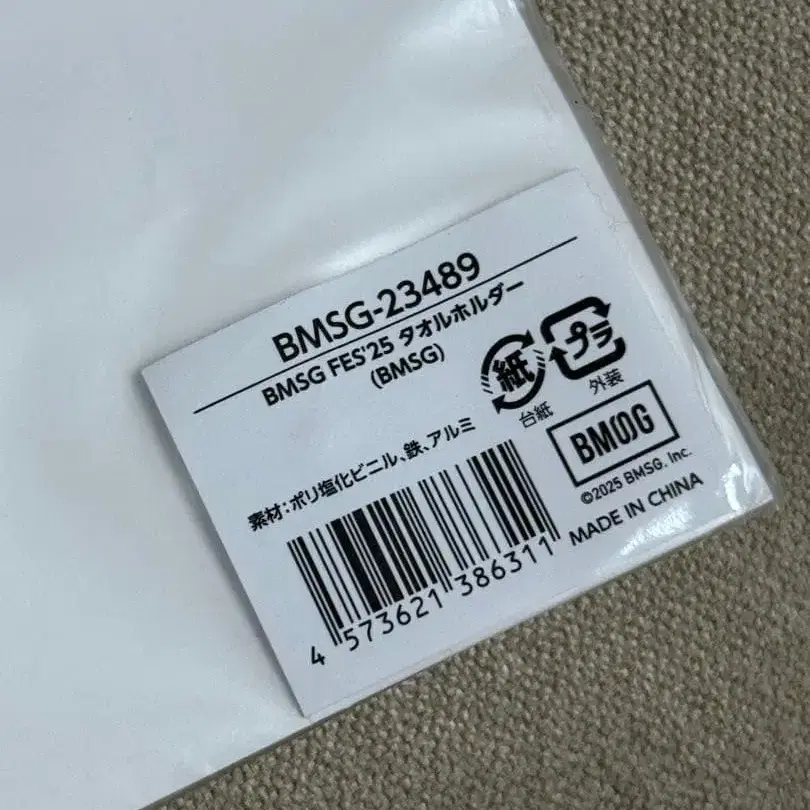 BMSG-23489
BMSG FES'25 タオルホルダー
(BMSG)
紙
台紙
プラ
外装
素材:ポリ塩化ビニル、鉄、アルミ
BMSG
©2025 BMSG, Inc.
MADE IN CHINA
4 573621 386311